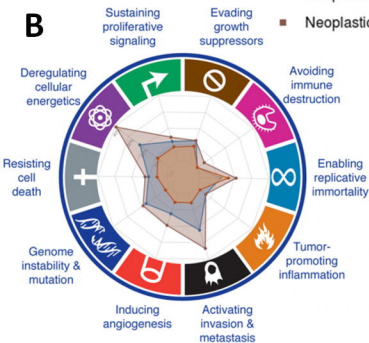 B
Neoplastic
Sustaining
proliferative
signaling
Evading
growth
suppressors
Avoiding
immune
destruction
Enabling
replicative
immortality
Tumor-
promoting
inflammation
Activating
invasion &
metastasis
Inducing
angiogenesis
Genome
instability &
mutation
Resisting
cell
death
Deregulating
cellular
energetics